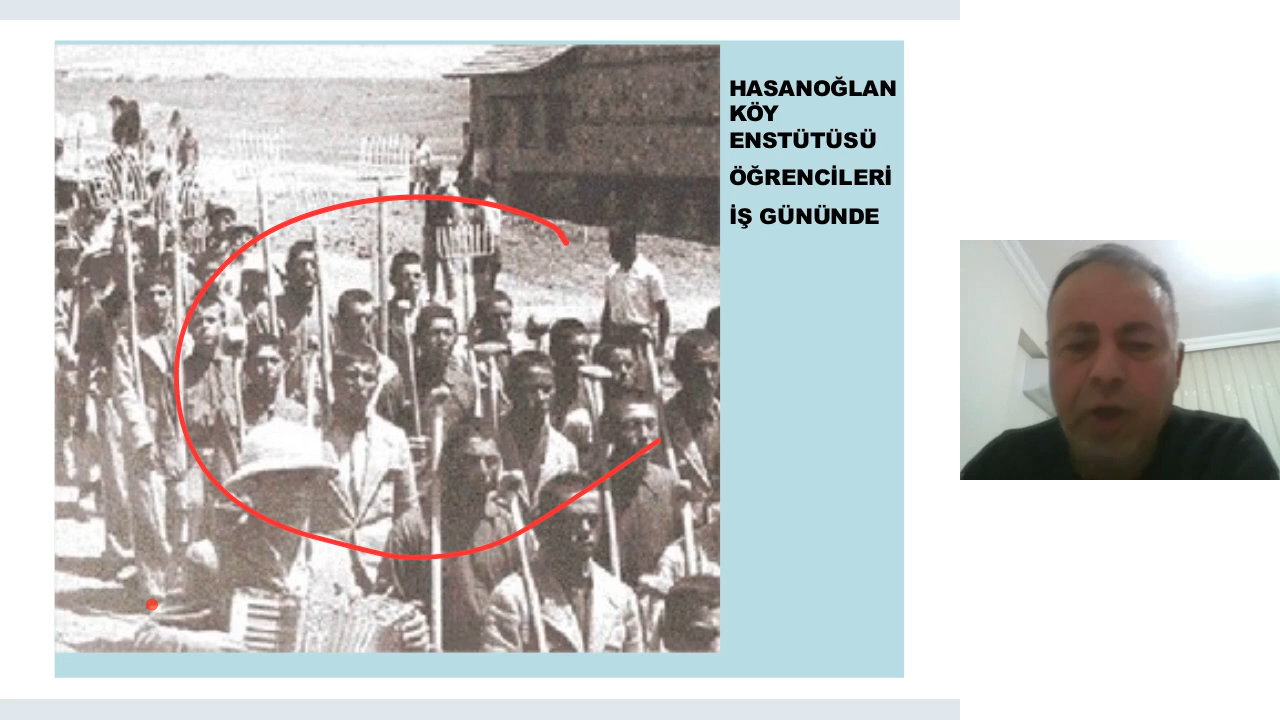 HASANOĞLAN
KÖY
ENSTÜTÜSÜ
ÖĞRENCİLERİ
İŞ GÜNÜNDE